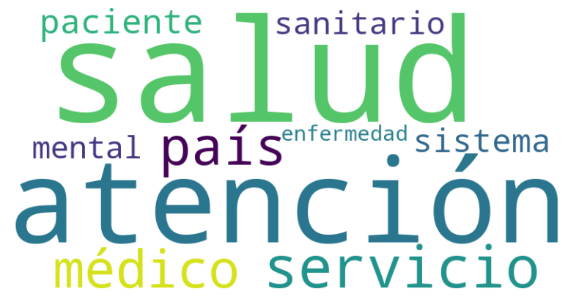 paciente sanitario
salud
mental país enfermedad sistema
atención
médico servicio